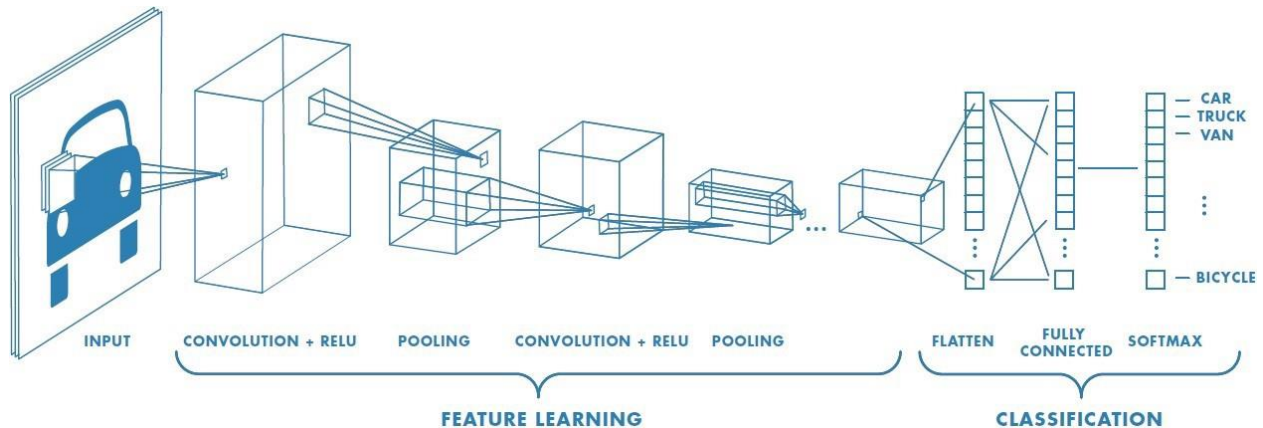 CAR
TRUCK
VAN
BICYCLE
INPUT
CONVOLUTION + RELU
POOLING
CONVOLUTION + RELU
POOLING
FLATTEN
FULLY
CONNECTED
SOFTMAX
FEATURE LEARNING
CLASSIFICATION